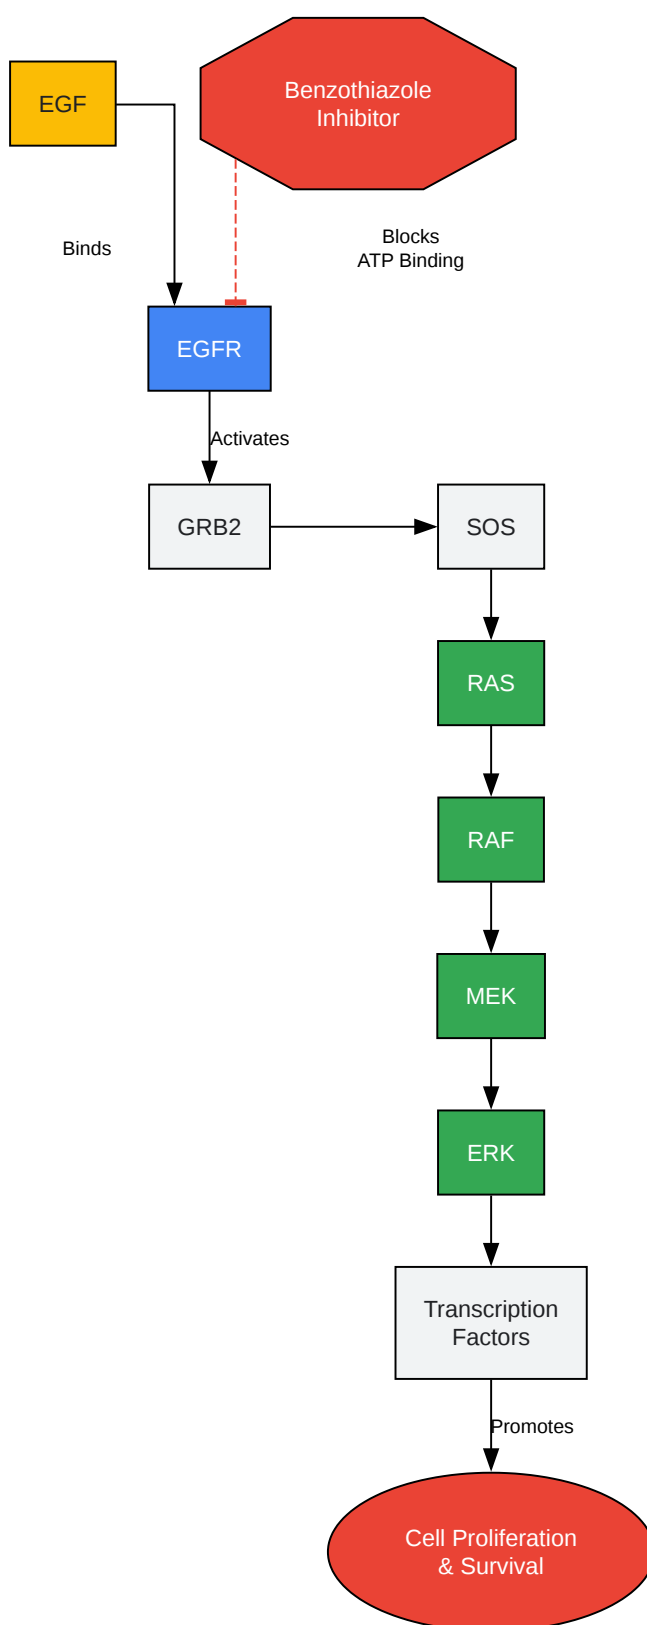 EGF
Benzothiazole
Inhibitor
Binds
Blocks
ATP Binding
EGFR
Activates
GRB2
SOS
RAS
RAF
MEK
ERK
Transcription
Factors
Promotes
Cell Proliferation
& Survival